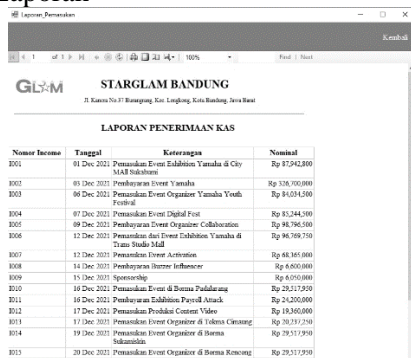 Laporan_Pemasukan
Kembali
1 of 1 100% Find | Next
GLAM
STARGLAM BANDUNG
Jl. Karana No.37 Burangrang, Kec. Lengkong, Kota Bandung, Jawa Barat
LAPORAN PENERIMAAN KAS
Nomor Income Tanggal Keterangan Nominal
I001 01 Dec 2021 Pemasukan Event Exhibition Yamaha di City Rp 87,942,800
MAll Sukabumi
I002 03 Dec 2021 Pembayaran Event Yamaha Rp 326,700,000
I003 06 Dec 2021 Pemasukan Event Organizer Yamaha Youth Rp 84,034,500
Festival
I004 07 Dec 2021 Pemasukan Event Digital Fest Rp 85,244,500
I005 09 Dec 2021 Pembayaran Event Organizer Collaboration Rp 98,796,500
I006 12 Dec 2021 Pemasukan dari Event Exhibition Yamaha di Rp 96,769,750
Trans Studio Mall
I007 12 Dec 2021 Pemasukan Event Activation Rp 68,365,000
I008 14 Dec 2021 Pembayaran Buzzer Influencer Rp 6,600,000
I009 15 Dec 2021 Sponsorship Rp 6,050,000
I010 16 Dec 2021 Pemasukan Event di Borma Padalarang Rp 29,517,950
I011 16 Dec 2021 Pembayaran Exhibition Payroll Attack Rp 24,200,000
I012 17 Dec 2021 Pemasukan Produksi Content Video Rp 19,360,000
I013 17 Dec 2021 Pemasukan Event Organizer di Tokma Cimaung Rp 20,237,250
I014 19 Dec 2021 Pemasukan Event Organizer di Borma Rp 29,517,950
Sukamiskin
I015 20 Dec 2021 Pemasukan Event Organizer di Borma Rencong Rp 29,517,950